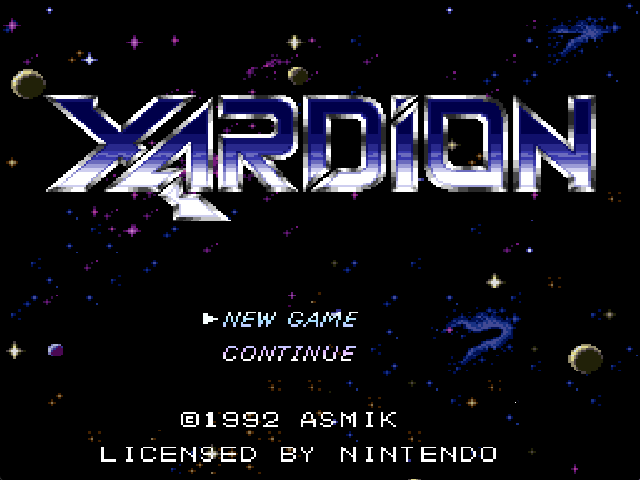 XARDION
NEW GAME
CONTINUE
©1992 ASMIK
LICENSED BY NINTENDO